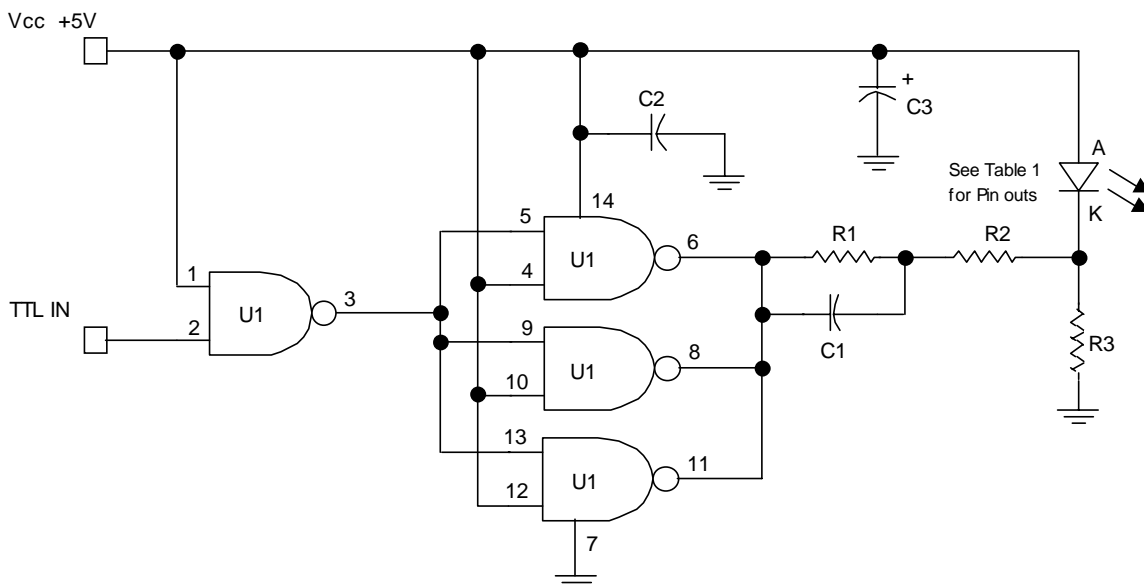 Vcc +5V
C2
+
C3
A
See Table 1
for Pin outs
K
14
5
U1
4
6
R1
R2
1
TTL IN
2
U1
3
9
U1
10
8
C1
R3
13
U1
12
11
7